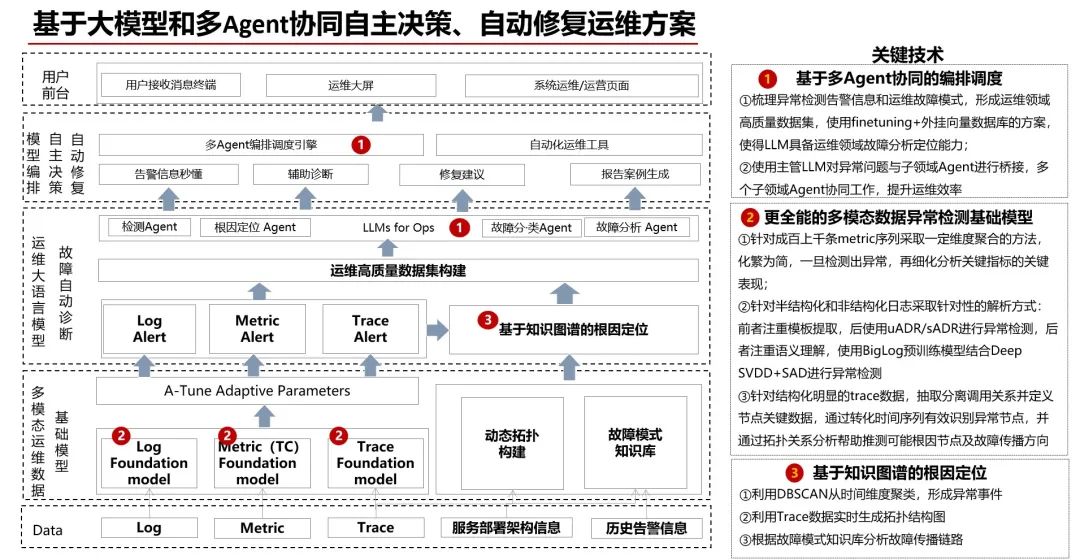 基于大模型和多Agent协同自主决策、自动修复运维方案
用户
前台
用户接收消息终端
运维大屏
系统运维/运营页面
模型编排
自主决策
自动修复
多Agent编排调度引擎
1
自动化运维工具
告警信息秒懂
辅助诊断
修复建议
报告案例生成
运维大语言模型
故障自动诊断
检测Agent
根因定位 Agent
LLMs for Ops
1
故障分类Agent
故障分析 Agent
运维高质量数据集构建
Log
Alert
Metric
Alert
Trace
Alert
3
基于知识图谱的根因定位
多模态运维数据
基础模型
A-Tune Adaptive Parameters
2
Log
Foundation
model
2
Metric（TC）
Foundation
model
2
Trace
Foundation
model
动态拓扑
构建
故障模式
知识库
Data
Log
Metric
Trace
服务部署架构信息
历史告警信息
关键技术
1 基于多Agent协同的编排调度
①梳理异常检测告警信息和运维故障模式，形成运维领域
高质量数据集，使用finetuning+外挂向量数据库的方案，
使得LLM具备运维领域故障分析定位能力；
②使用主管LLM对异常问题与子领域Agent进行桥接，多
个子领域Agent协同工作，提升运维效率
2 更全能的多模态数据异常检测基础模型
①针对成百上千条metric序列采取一定维度聚合的方法，
化繁为简，一旦检测出异常，再细化分析关键指标的关键
表现；
②针对半结构化和非结构化日志采取针对性的解析方式：
前者注重模板提取，后使用uADR/sADR进行异常检测，后
者注重语义理解，使用BigLog预训练模型结合Deep
SVDD+SAD进行异常检测
③针对结构化明显的trace数据，抽取分离调用关系并定义
节点关键数据，通过转化时间序列有效识别异常节点，并
通过拓扑关系分析帮助推测可能根因节点及故障传播方向
3 基于知识图谱的根因定位
①利用DBSCAN从时间维度聚类，形成异常事件
②利用Trace数据实时生成拓扑结构图
③根据故障模式知识库分析故障传播链路